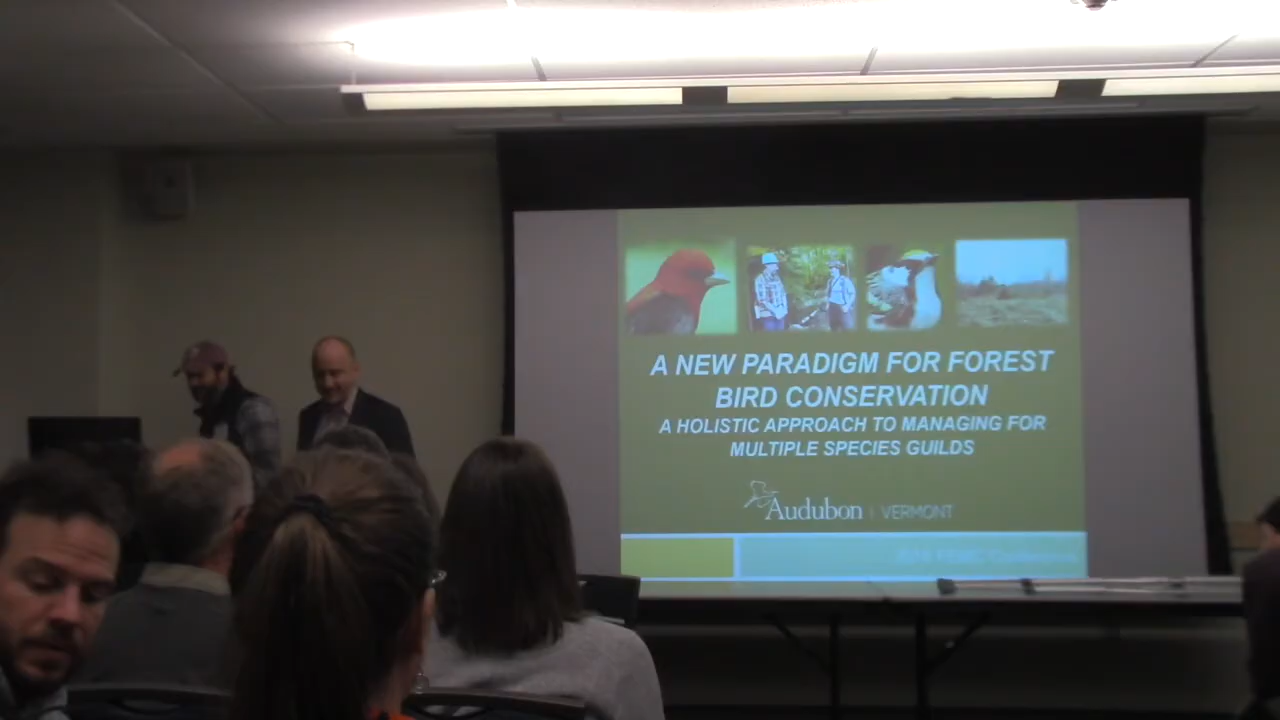 A NEW PARADIGM FOR FOREST
BIRD CONSERVATION
A HOLISTIC APPROACH TO MANAGING FOR
MULTIPLE SPECIES GUILDS
Audubon | VERMONT